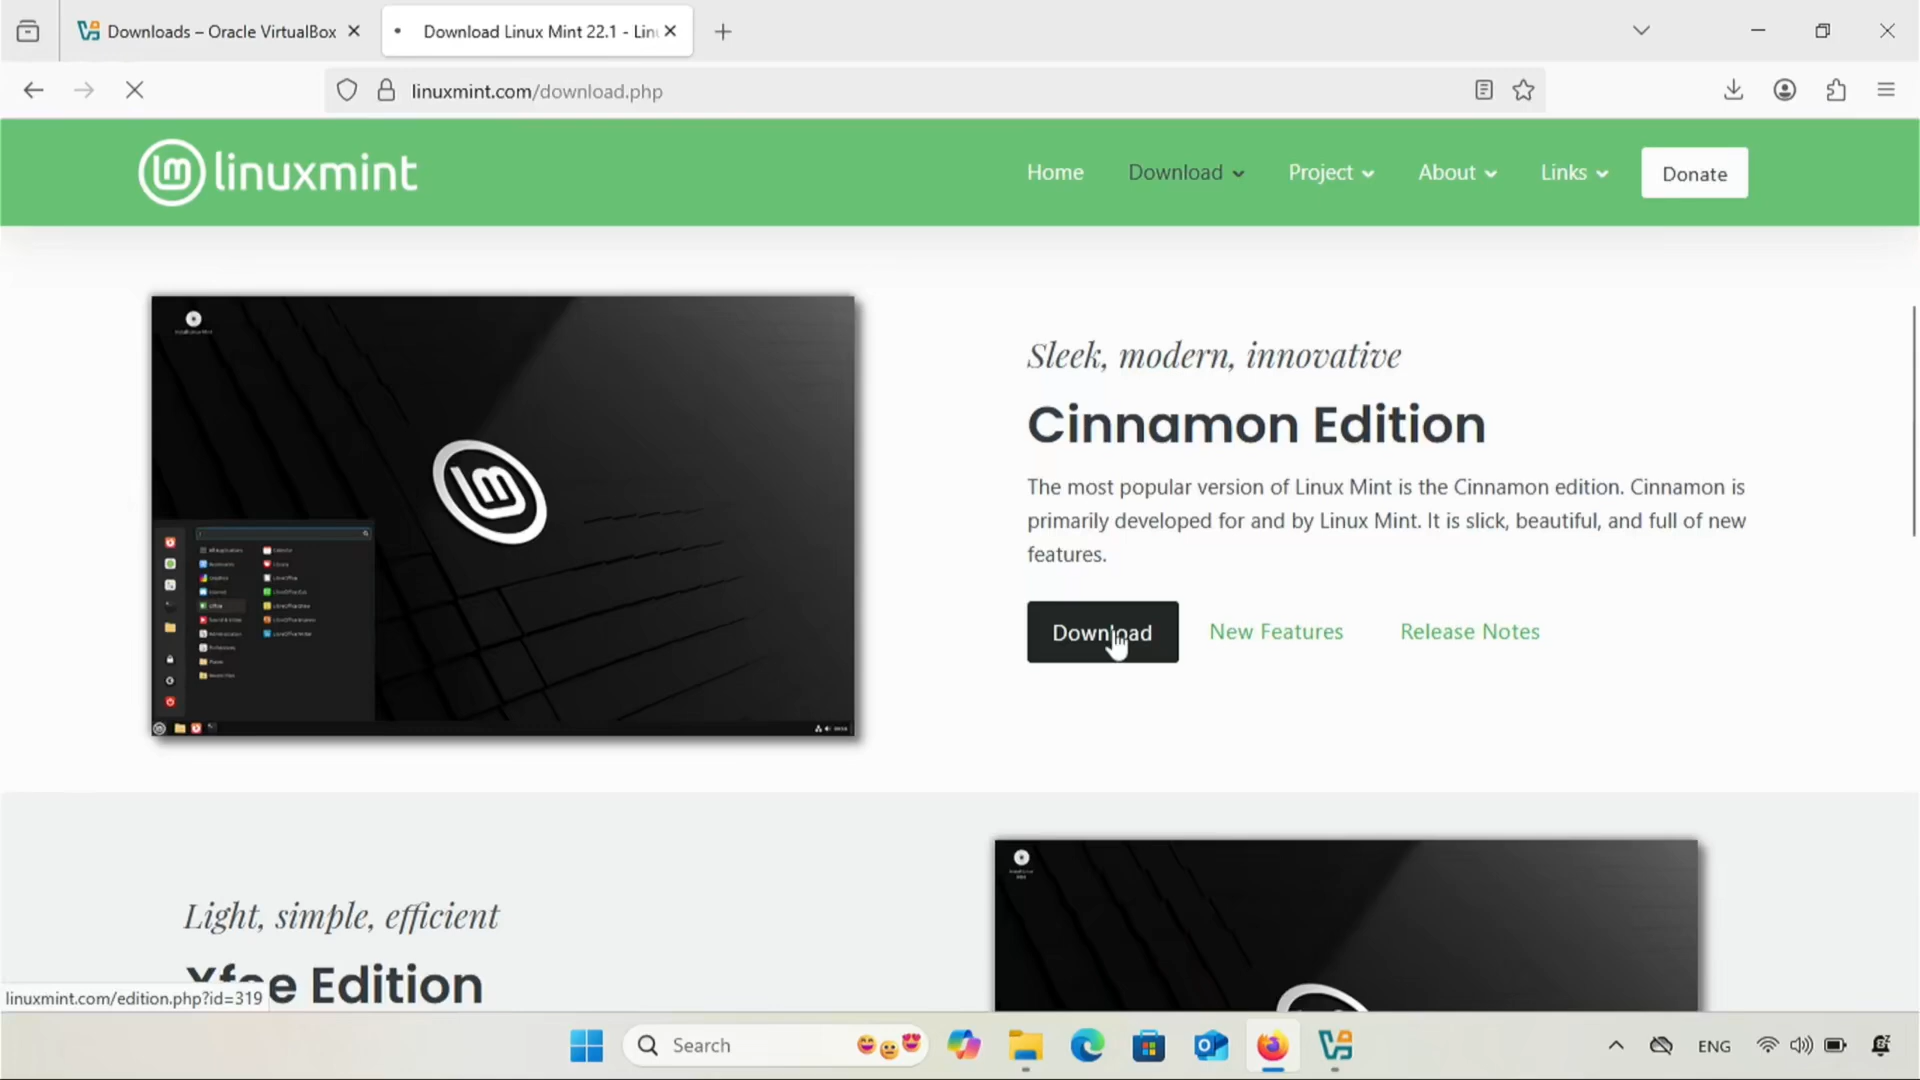 Downloads – Oracle VirtualBox
Download Linux Mint 22.1 - Lin
linuxmint.com/download.php
linuxmint
Home
Download
Project
About
Links
Donate
Sleek, modern, innovative
Cinnamon Edition
The most popular version of Linux Mint is the Cinnamon edition. Cinnamon is
primarily developed for and by Linux Mint. It is slick, beautiful, and full of new
features.
Download
New Features
Release Notes
Light, simple, efficient
Xfce Edition
linuxmint.com/edition.php?id=319
Search
ENG